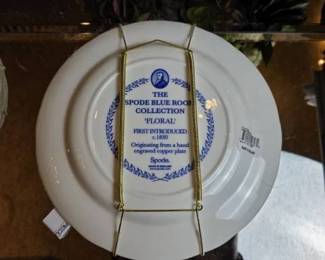 THE
SPODE BLUE ROOM
COLLECTION
'FLORAL'
FIRST INTRODUCED
c. 1830
Originating from a hand
engraved copper plate
Spode.